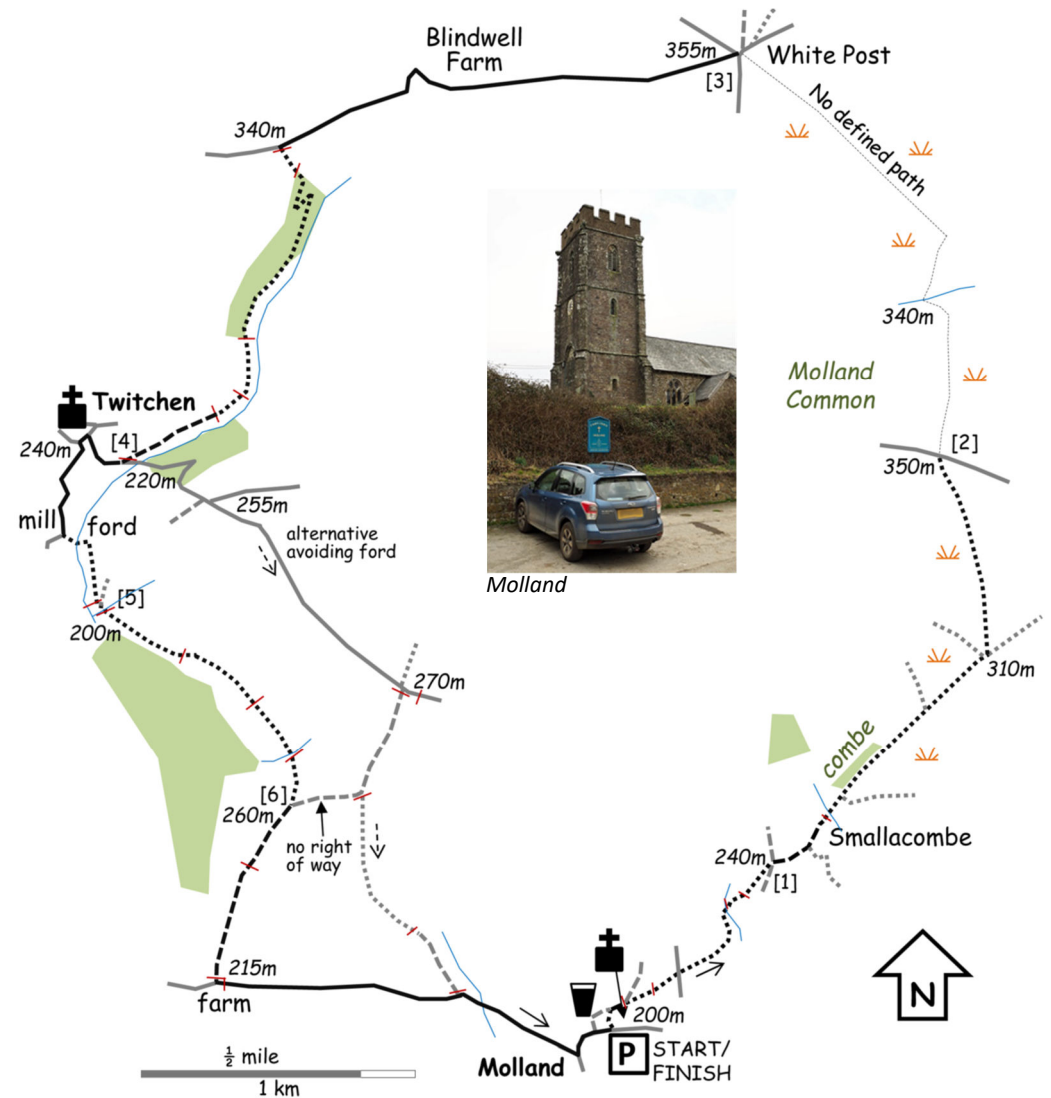 Blindwell
Farm
355m
White Post
[3]
No defined path
340m
340m
Molland
Common
Twitchen
240m
[4]
220m
[2]
350m
255m
mill
ford
alternative
avoiding ford
Molland
[5]
200m
270m
310m
combe
[6]
260m
no right
of way
Smallacombe
240m
[1]
215m
farm
200m
Molland
P
START/
FINISH
N
½ mile
1 km